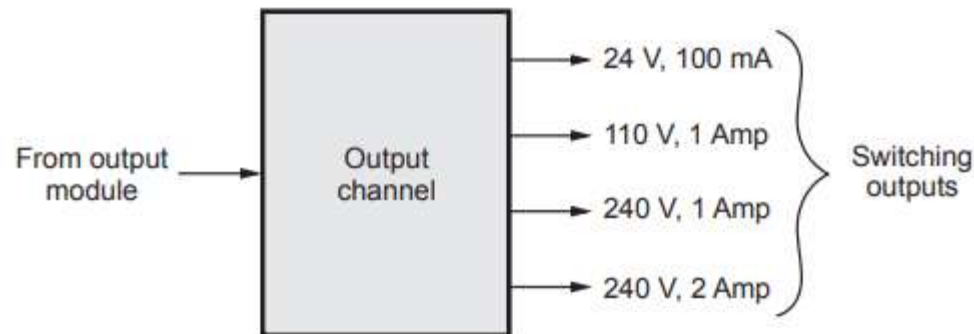 From output
module
Output
channel
24 V, 100 mA
110 V, 1 Amp
240 V, 1 Amp
240 V, 2 Amp
Switching
outputs